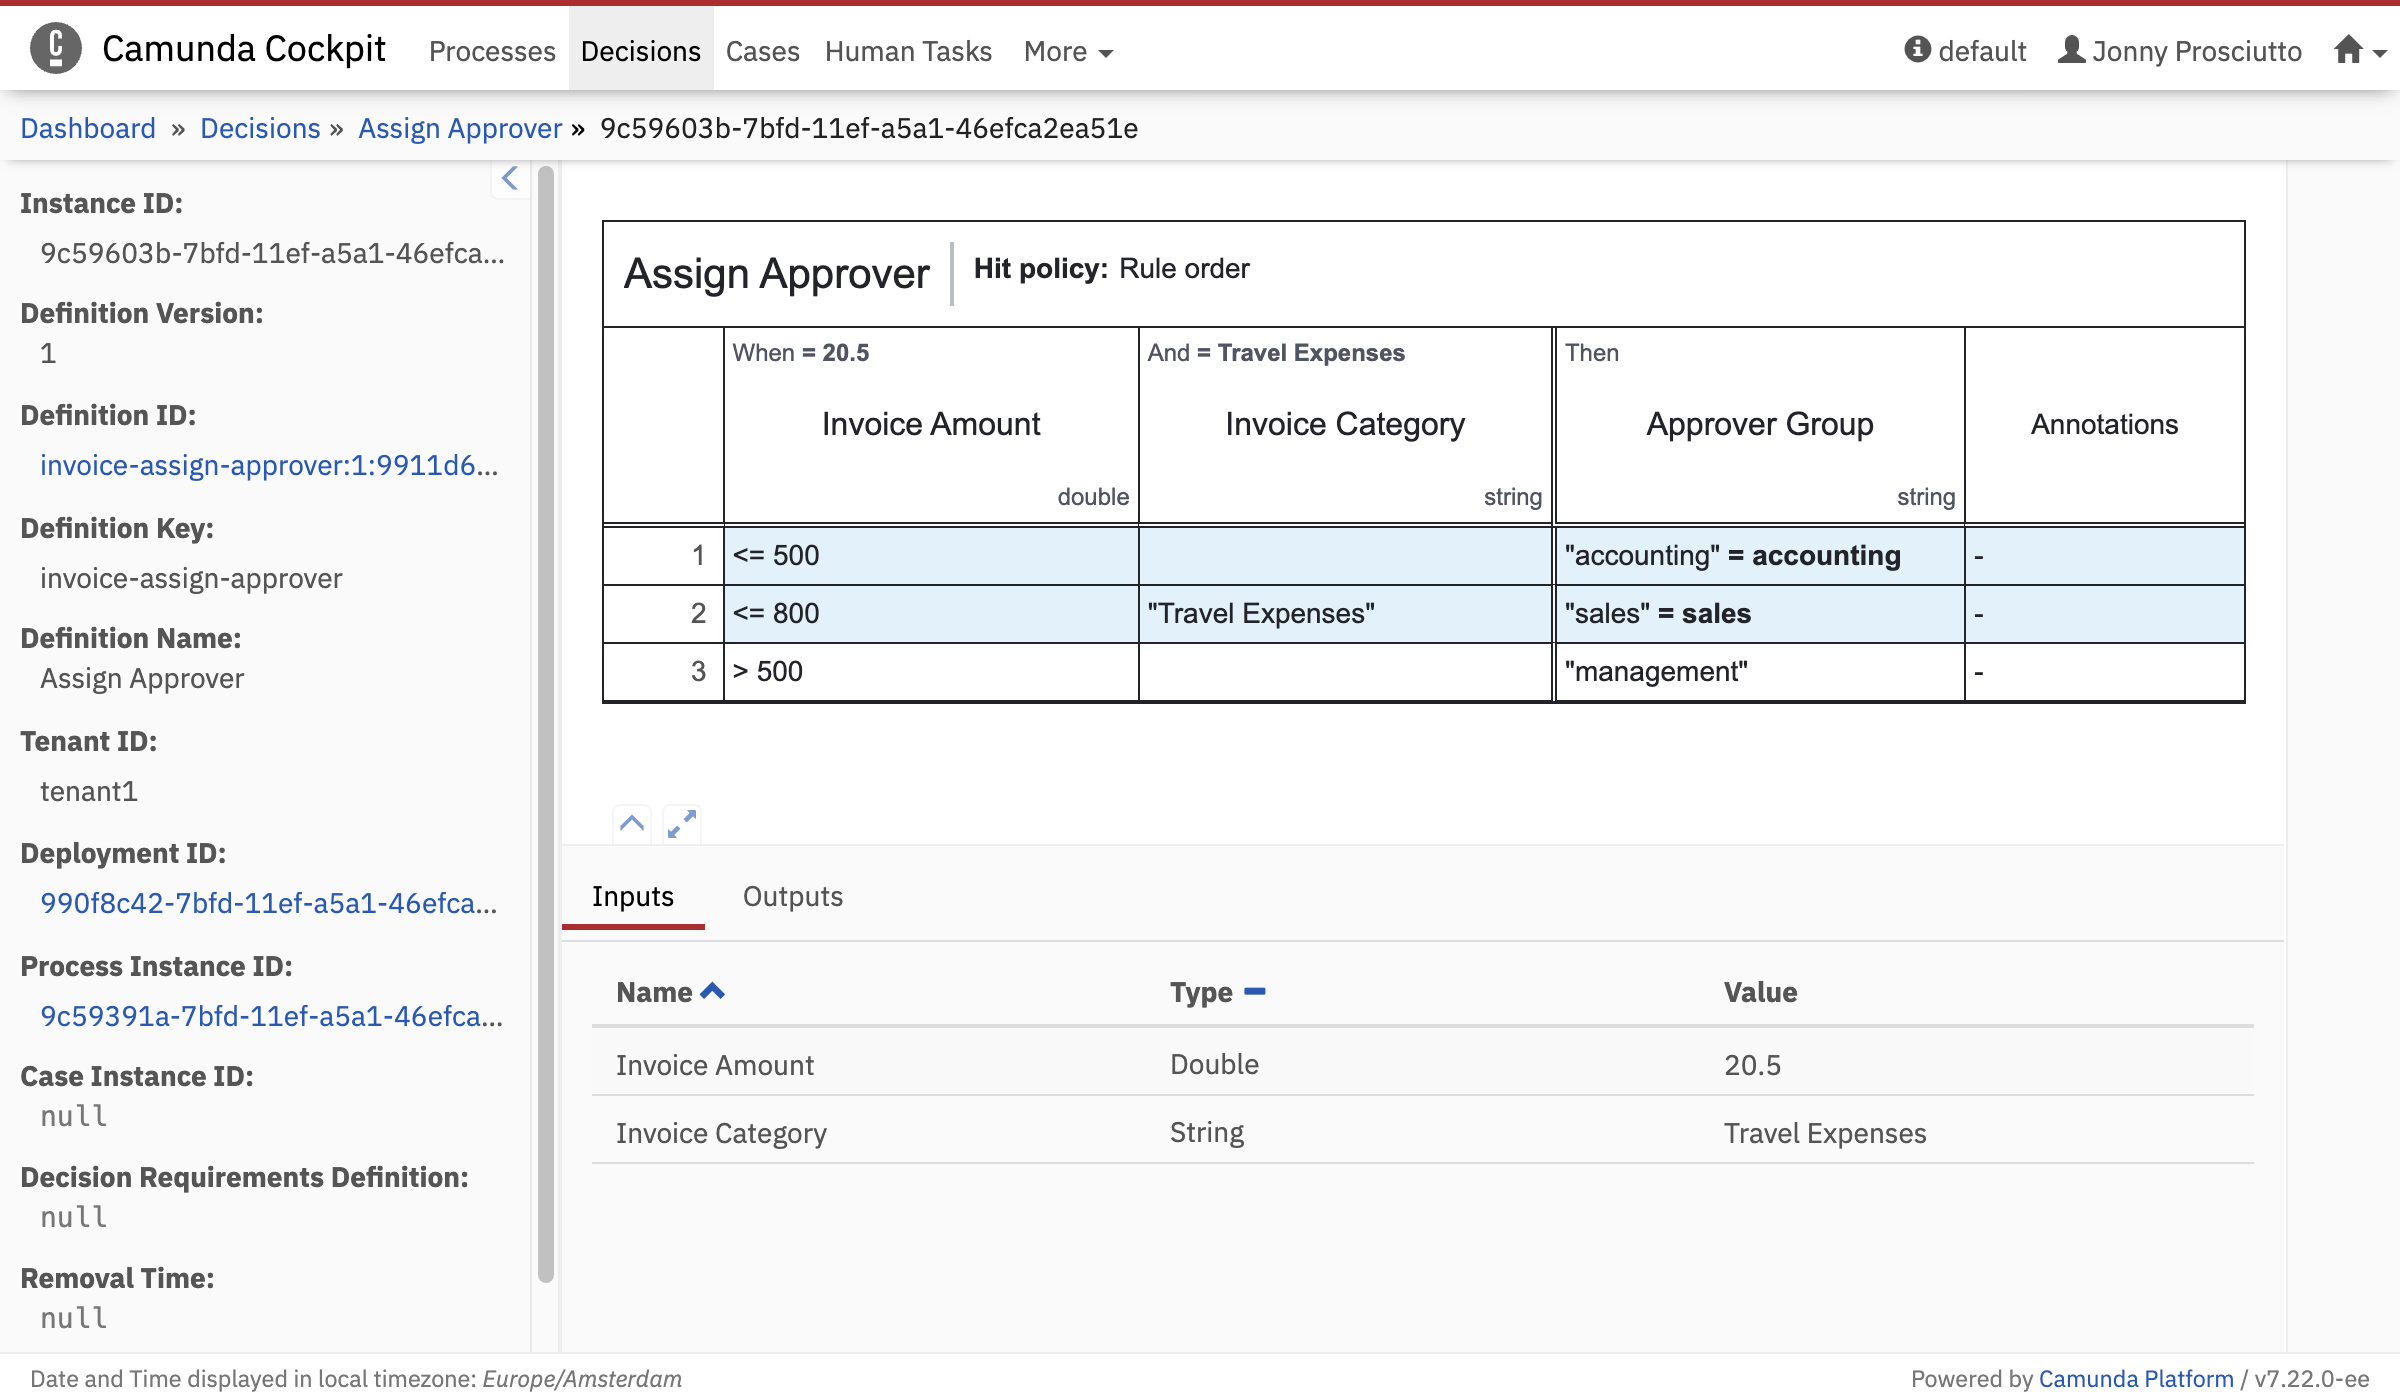 Camunda Cockpit Processes Decisions Cases Human Tasks More default Jonny Prosciutto
Dashboard » Decisions » Assign Approver » 9c59603b-7bfd-11ef-a5a1-46efca2ea51e
Instance ID:
9c59603b-7bfd-11ef-a5a1-46efca...
Definition Version:
1
Definition ID:
invoice-assign-approver:1:9911d6...
Definition Key:
invoice-assign-approver
Definition Name:
Assign Approver
Tenant ID:
tenant1
Deployment ID:
990f8c42-7bfd-11ef-a5a1-46efca...
Process Instance ID:
9c59391a-7bfd-11ef-a5a1-46efca...
Case Instance ID:
null
Decision Requirements Definition:
null
Removal Time:
null
Assign Approver Hit policy: Rule order
When = 20.5 And = Travel Expenses Then
Invoice Amount Invoice Category Approver Group Annotations
double string string
1 <= 500 "accounting" = accounting -
2 <= 800 "Travel Expenses" "sales" = sales -
3 > 500 "management" -
Inputs Outputs
Name Type Value
Invoice Amount Double 20.5
Invoice Category String Travel Expenses
Date and Time displayed in local timezone: Europe/Amsterdam
Powered by Camunda Platform / v7.22.0-ee